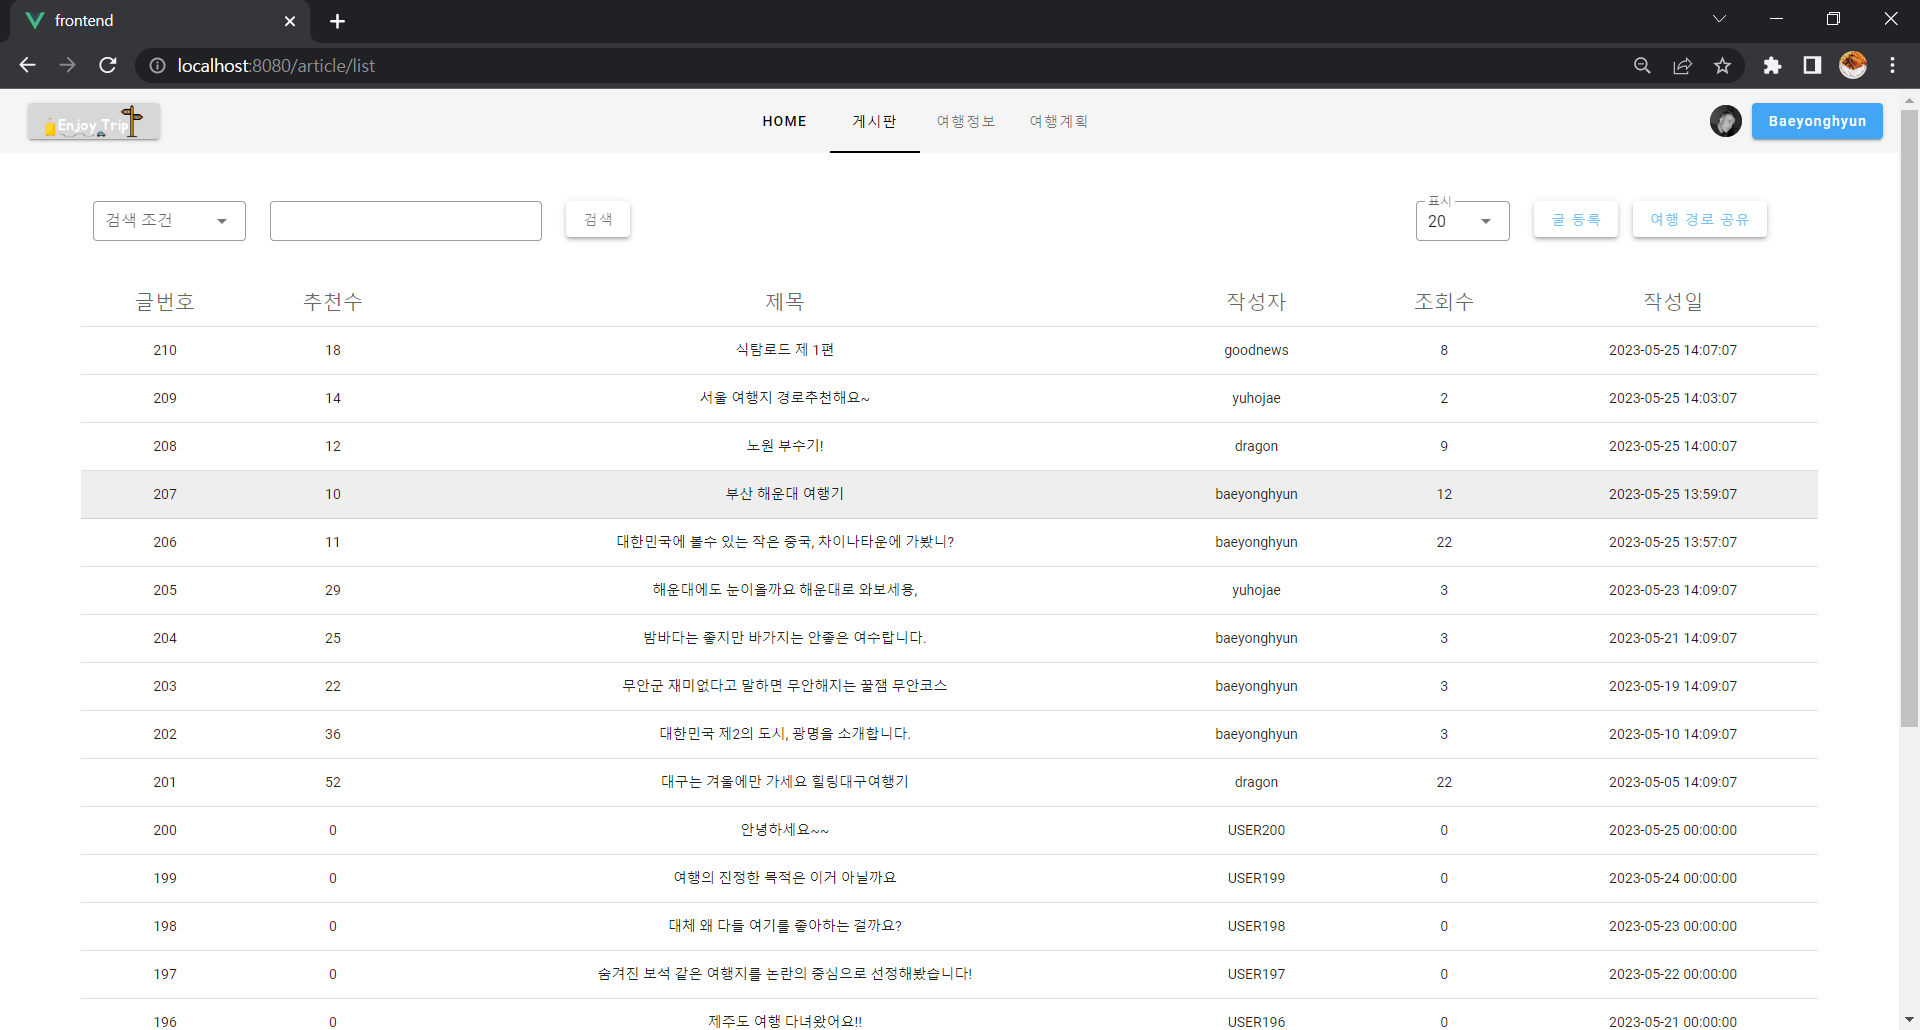 frontend
localhost:8080/article/list
Enjoy Trip
HOME 게시판 여행정보 여행계획 Baeyonghyun
검색 조건 검색 표시 20 글 등록 여행 경로 공유
글번호 추천수 제목 작성자 조회수 작성일
210 18 식탐로드 제 1편 goodnews 8 2023-05-25 14:07:07
209 14 서울 여행지 경로추천해요~ yuhojae 2 2023-05-25 14:03:07
208 12 노원 부수기! dragon 9 2023-05-25 14:00:07
207 10 부산 해운대 여행기 baeyonghyun 12 2023-05-25 13:59:07
206 11 대한민국에 볼수 있는 작은 중국, 차이나타운에 가봤니? baeyonghyun 22 2023-05-25 13:57:07
205 29 해운대에도 눈이올까요 해운대로 와보세용, yuhojae 3 2023-05-23 14:09:07
204 25 밤바다는 좋지만 바가지는 안좋은 여수랍니다. baeyonghyun 3 2023-05-21 14:09:07
203 22 무안군 재미없다고 말하면 무안해지는 꿀잼 무안코스 baeyonghyun 3 2023-05-19 14:09:07
202 36 대한민국 제2의 도시, 광명을 소개합니다. baeyonghyun 3 2023-05-10 14:09:07
201 52 대구는 겨울에만 가세요 힐링대구여행기 dragon 22 2023-05-05 14:09:07
200 0 안녕하세요~~ USER200 0 2023-05-25 00:00:00
199 0 여행의 진정한 목적은 이거 아닐까요 USER199 0 2023-05-24 00:00:00
198 0 대체 왜 다들 여기를 좋아하는 걸까요? USER198 0 2023-05-23 00:00:00
197 0 숨겨진 보석 같은 여행지를 논란의 중심으로 선정해봤습니다! USER197 0 2023-05-22 00:00:00
196 0 제주도 여행 다녀왔어요!! USER196 0 2023-05-21 00:00:00